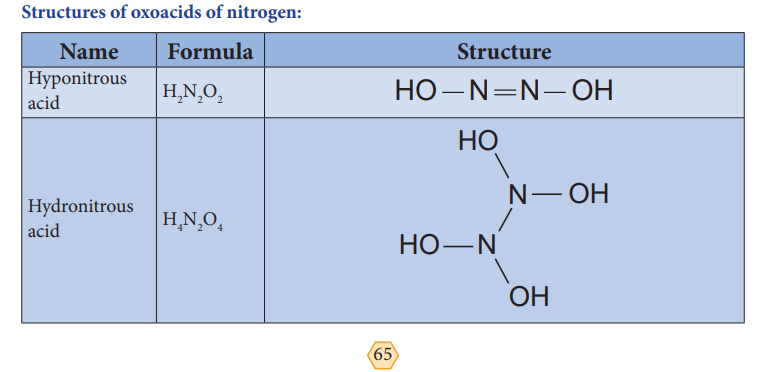 Structures of oxoacids of nitrogen:
Name Formula Structure
Hyponitrous
acid
H₂N₂O₂
HO—N=N—OH
Hydronitrous
acid
H₄N₂O₄
HO
N—OH
HO—N
OH
65